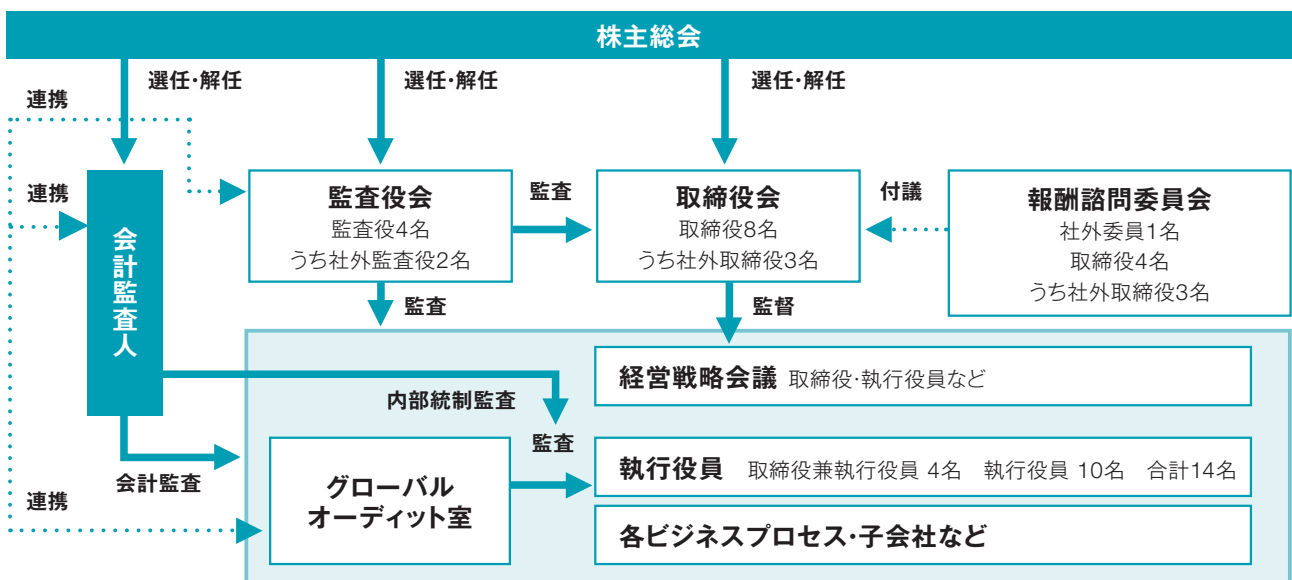 株主総会
選任・解任
選任・解任
選任・解任
連携
連携
会計監査人
監査役会
監査役4名
うち社外監査役2名
監査
取締役会
取締役8名
うち社外取締役3名
付議
報酬諮問委員会
社外委員1名
取締役4名
うち社外取締役3名
監査
監督
経営戦略会議 取締役・執行役員など
内部統制監査
監査
会計監査
連携
グローバル
オーディット室
執行役員 取締役兼執行役員 4名 執行役員 10名 合計14名
各ビジネスプロセス・子会社など